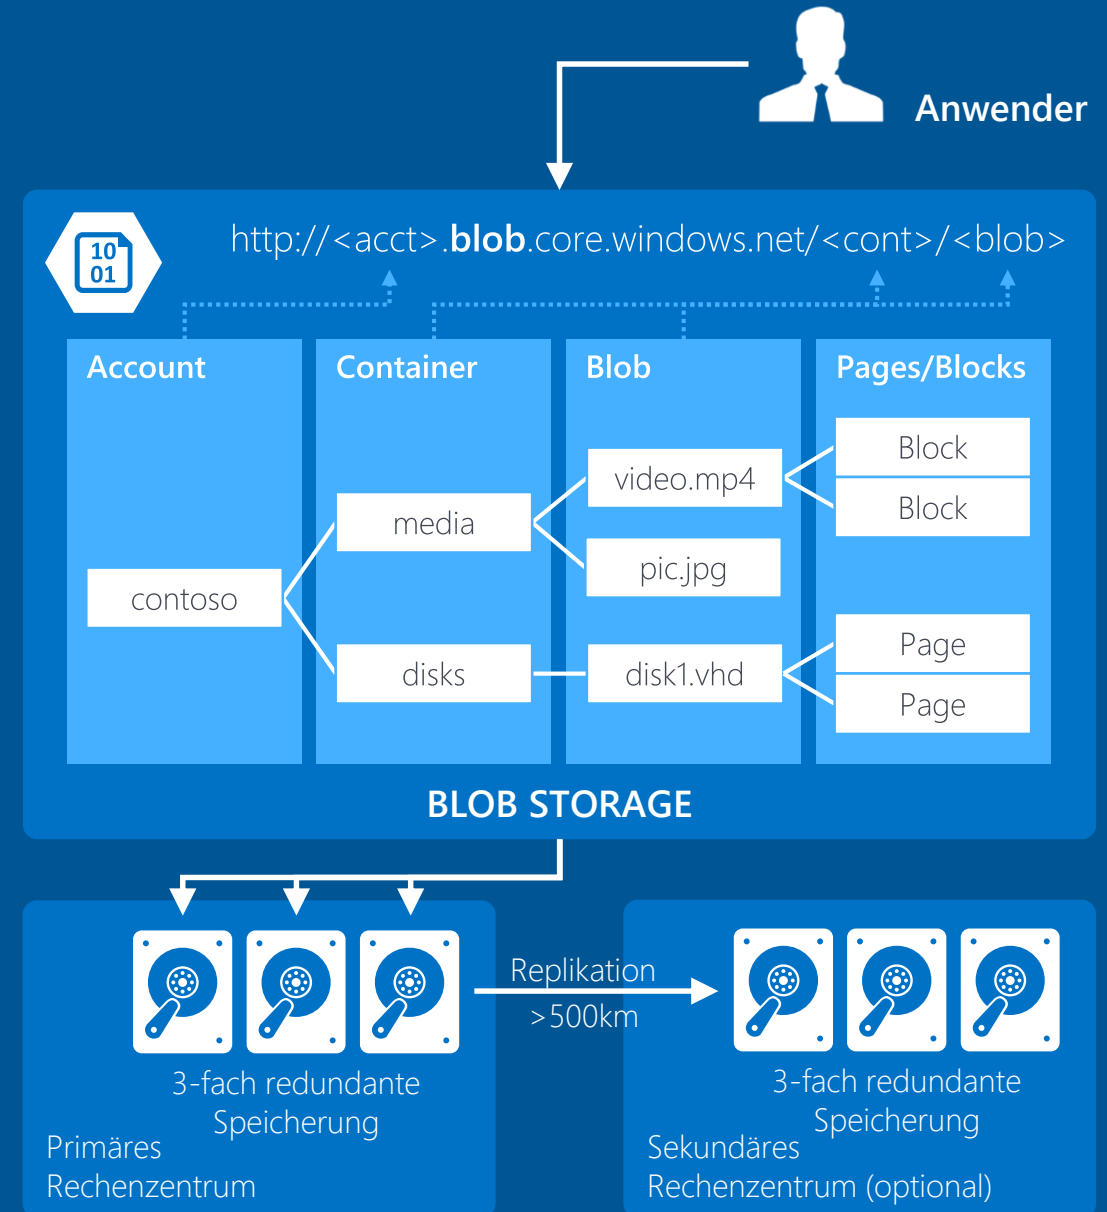 Anwender
10
01
http://<acct>.blob.core.windows.net/<cont>/<blob>
Account
Container
Blob
Pages/Blocks
contoso
media
disks
video.mp4
pic.jpg
disk1.vhd
Block
Block
Page
Page
BLOB STORAGE
3-fach redundante
Speicherung
Primäres
Rechenzentrum
Replikation
>500km
3-fach redundante
Speicherung
Sekundäres
Rechenzentrum (optional)